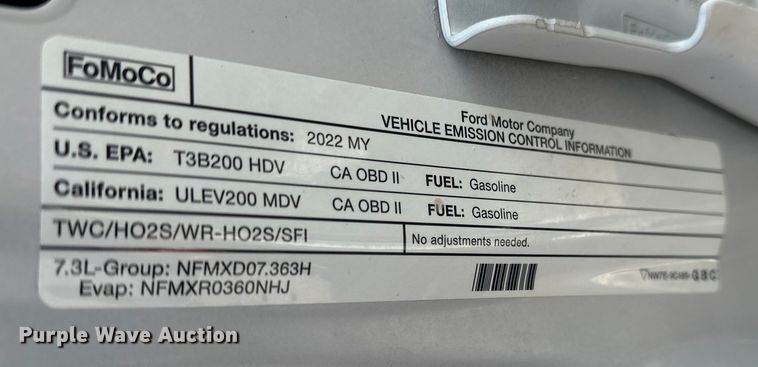 FoMoCo
Ford Motor Company
VEHICLE EMISSION CONTROL INFORMATION
Conforms to regulations: 2022 MY
U.S. EPA: T3B200 HDV CA OBD II FUEL: Gasoline
California: ULEV200 MDV CA OBD II FUEL: Gasoline
TWC/HO2S/WR-HO2S/SFI No adjustments needed.
7.3L-Group: NFMXD07.363H
Evap: NFMXR0360NHJ
Purple Wave Auction